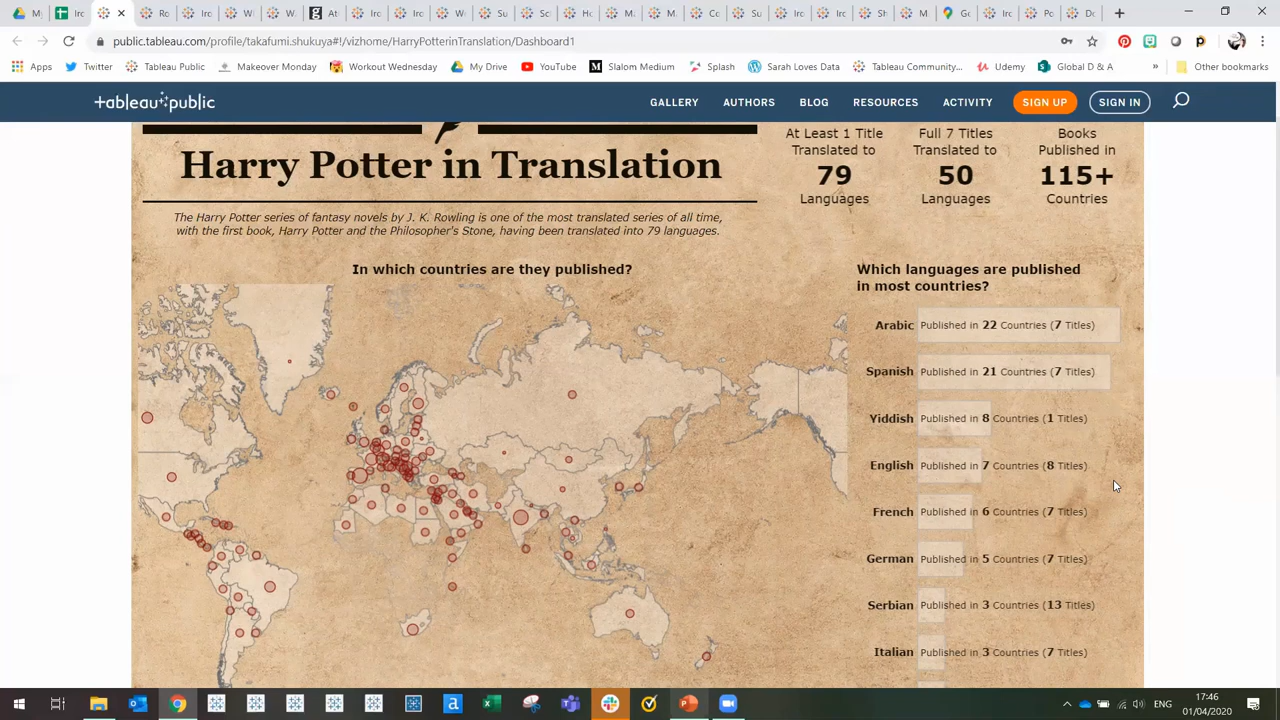 public.tableau.com/profile/takafumi.shukuya#!/vizhome/HarryPotterinTranslation/Dashboard1
Apps
Twitter
Tableau Public
Makeover Monday
Workout Wednesday
My Drive
YouTube
Slalom Medium
Splash
Sarah Loves Data
Tableau Community...
Udemy
Global D & A
»
Other bookmarks
tableau public
GALLERY
AUTHORS
BLOG
RESOURCES
ACTIVITY
SIGN UP
SIGN IN
Harry Potter in Translation
The Harry Potter series of fantasy novels by J. K. Rowling is one of the most translated series of all time,
with the first book, Harry Potter and the Philosopher's Stone, having been translated into 79 languages.
At Least 1 Title
Translated to
79
Languages
Full 7 Titles
Translated to
50
Languages
Books
Published in
115+
Countries
In which countries are they published?
Which languages are published
in most countries?
Arabic Published in 22 Countries (7 Titles)
Spanish Published in 21 Countries (7 Titles)
Yiddish Published in 8 Countries (1 Titles)
English Published in 7 Countries (8 Titles)
French Published in 6 Countries (7 Titles)
German Published in 5 Countries (7 Titles)
Serbian Published in 3 Countries (13 Titles)
Italian Published in 3 Countries (7 Titles)
ENG
17:46
01/04/2020